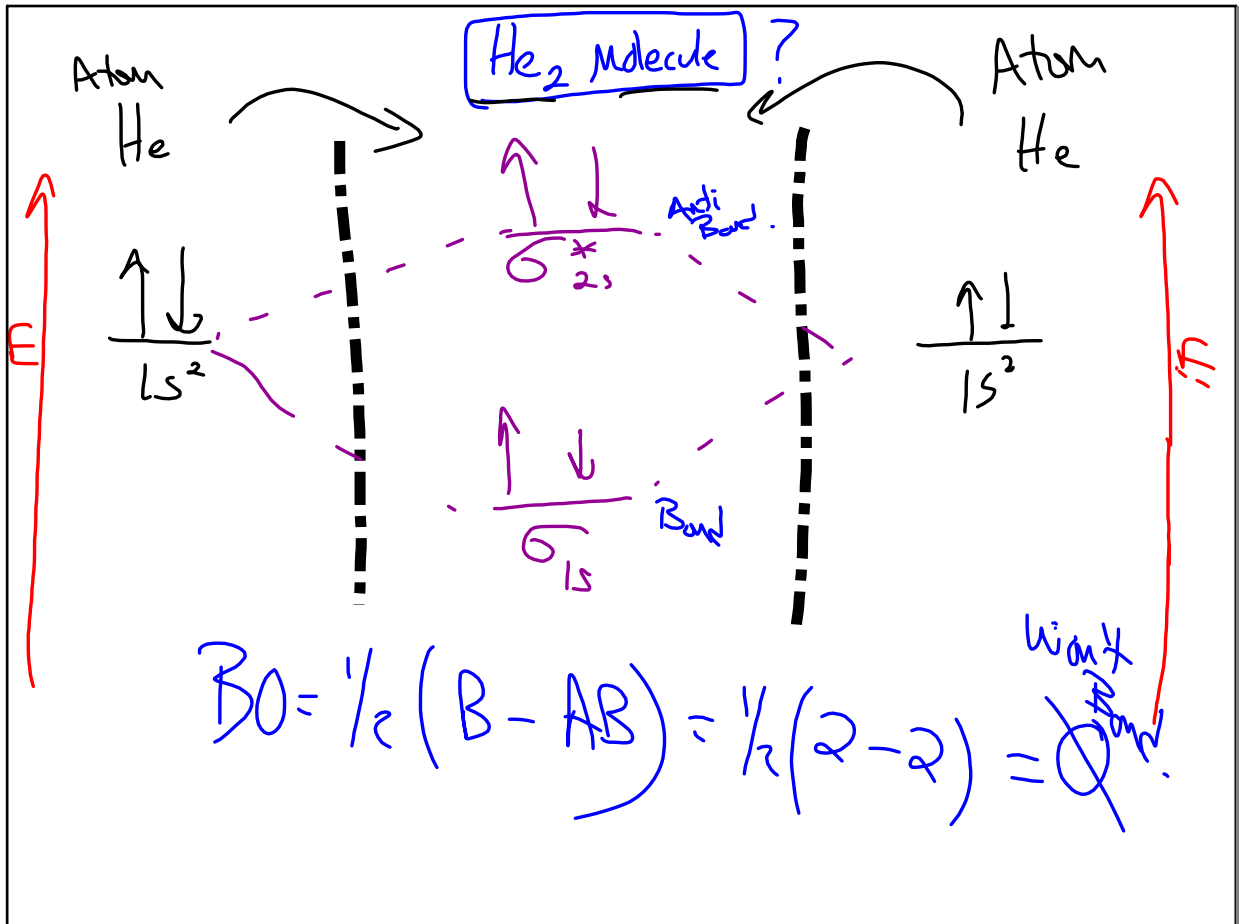 He₂ Molecule ?
Atom
He
Atom
He
E
E
Anti
Bond.
σ*2s
1s²
1s²
Bond
σ1s
BO = 1/2 (B - AB) = 1/2 (2 - 2) = Ø
Won't
Bond.